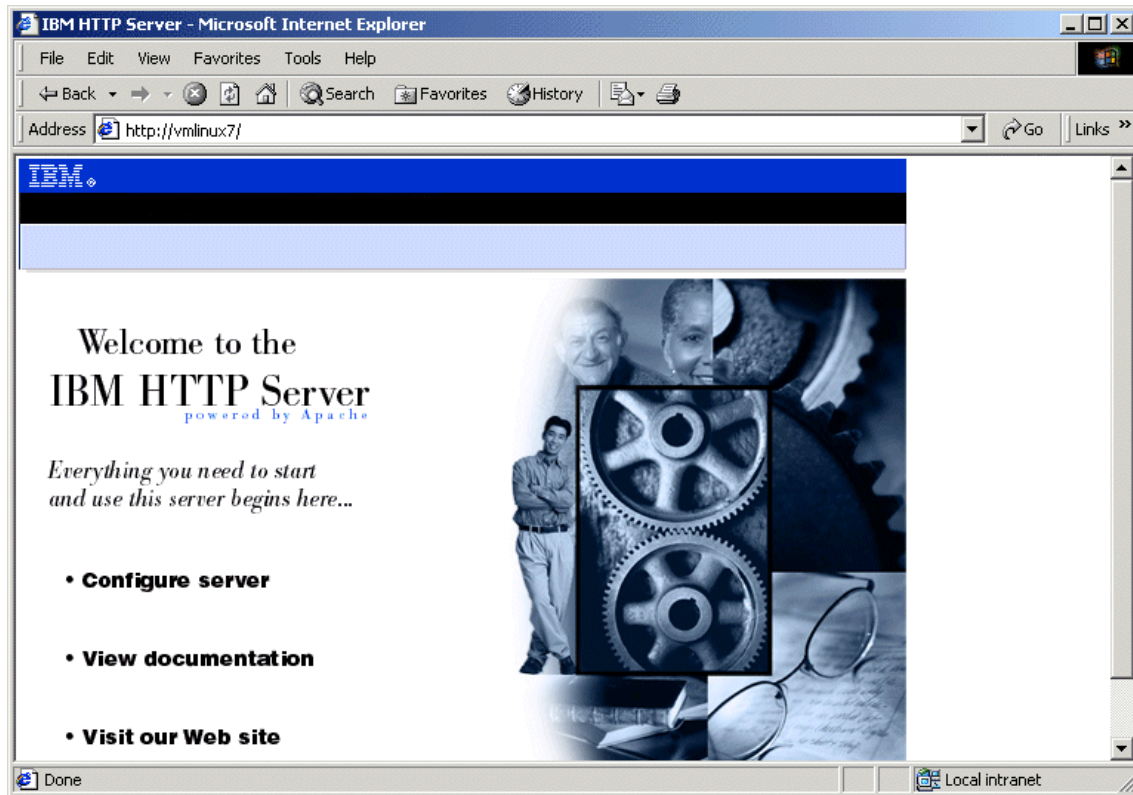 IBM HTTP Server - Microsoft Internet Explorer
File Edit View Favorites Tools Help
Back Search Favorites History
Address http://vmlinux7/ Go Links »
IBM®
Welcome to the
IBM HTTP Server
powered by Apache
Everything you need to start
and use this server begins here...
• Configure server
• View documentation
• Visit our Web site
Done Local intranet